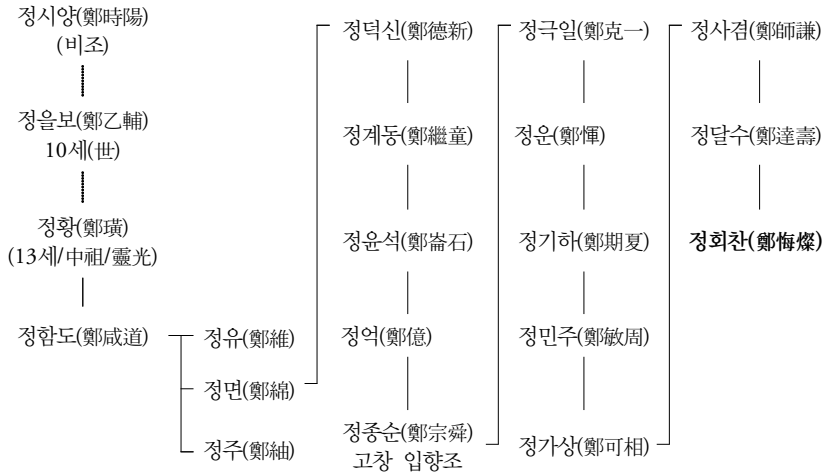 정시양(鄭時陽)
(비조)
정을보(鄭乙輔)
10세(世)
정황(鄭璜)
(13세/中祖/靈光)
정함도(鄭咸道)
정유(鄭維)
정면(鄭綿)
정주(鄭紬)
정덕신(鄭德新)
정계동(鄭繼童)
정윤석(鄭崙石)
정억(鄭億)
정종순(鄭宗舜)
고창 입향조
정극일(鄭克一)
정운(鄭惲)
정기하(鄭期夏)
정민주(鄭敏周)
정가상(鄭可相)
정사겸(鄭師謙)
정달수(鄭達壽)
정회찬(鄭悔燦)